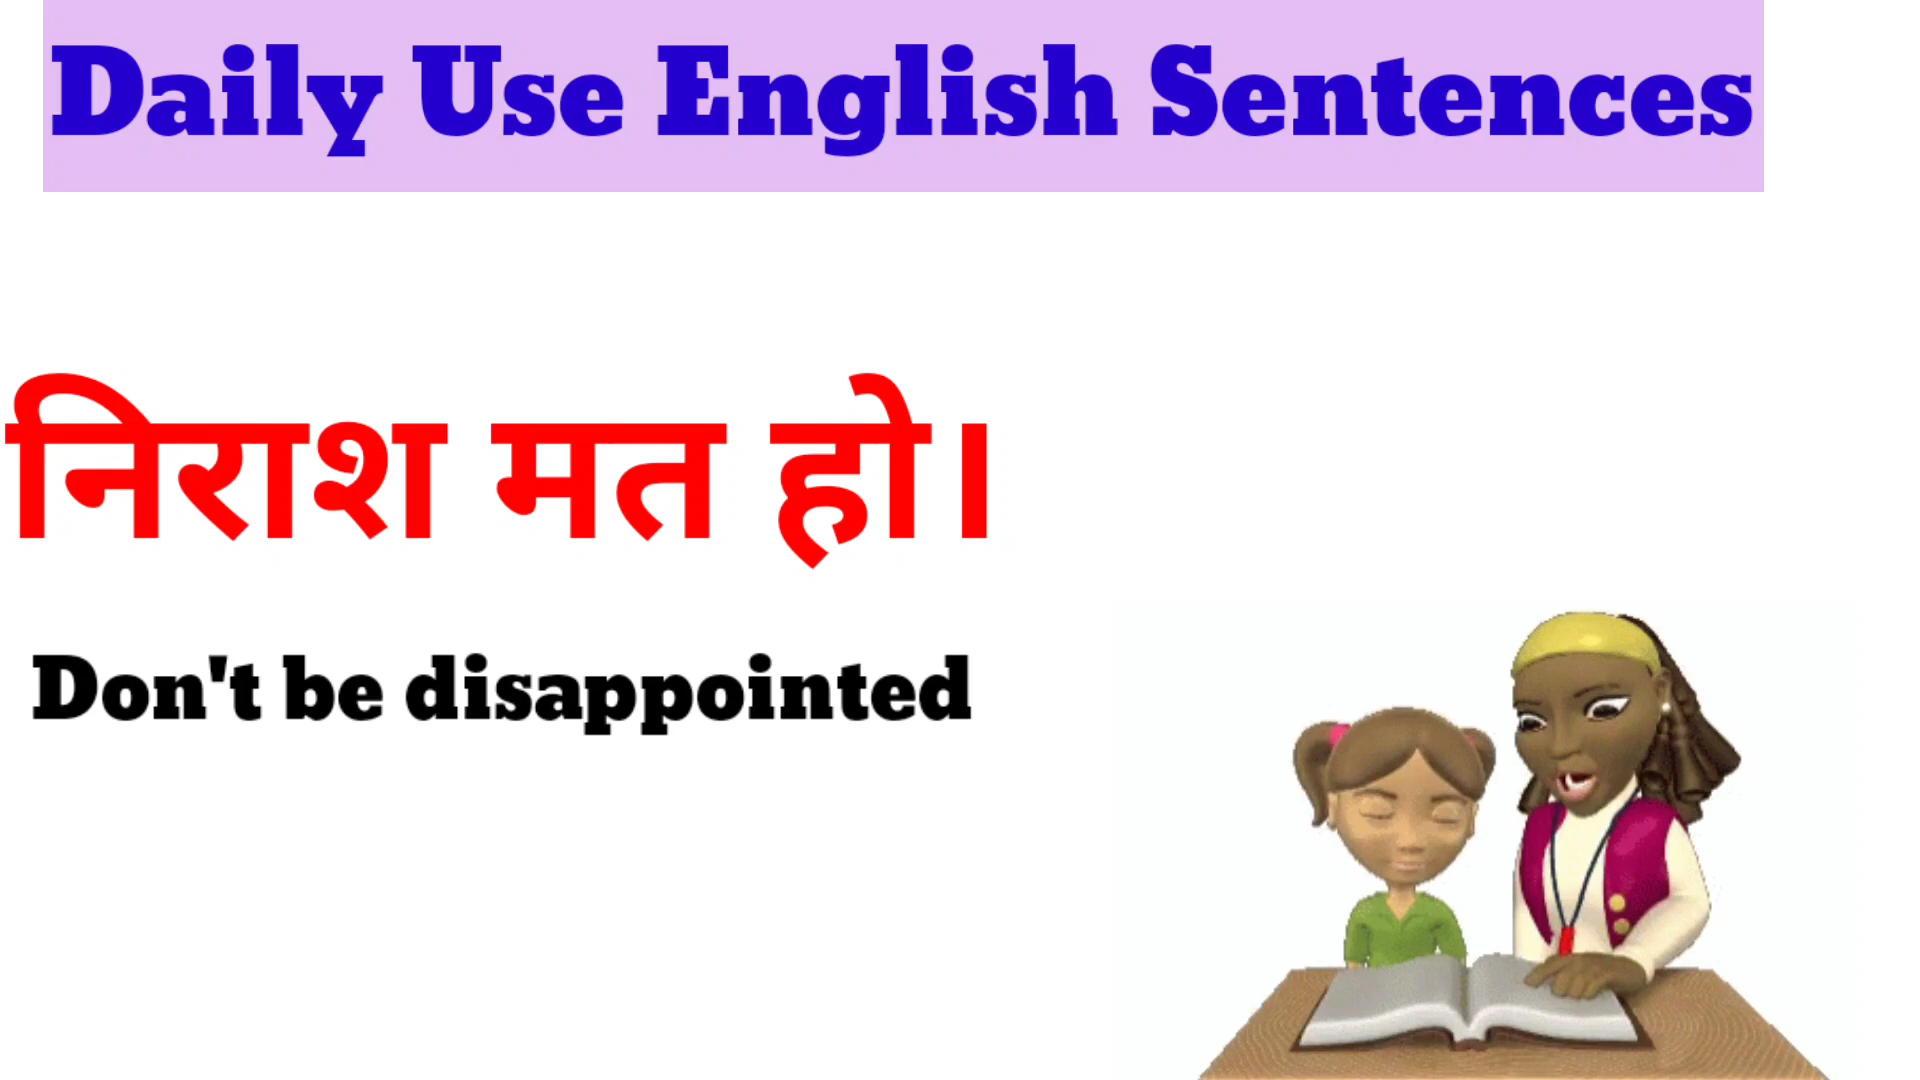 Daily Use English Sentences
निराश मत हो।
Don't be disappointed